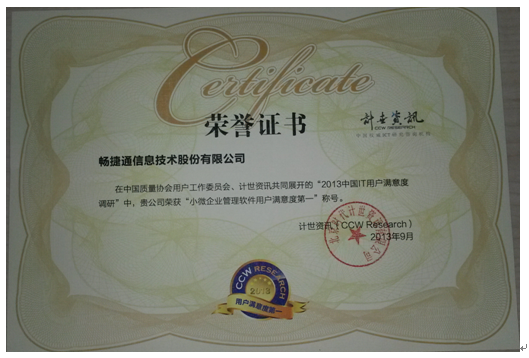 Certificate
荣誉证书
计世资讯
CCW RESEARCH
畅捷通信息技术股份有限公司
在中国质量协会用户工作委员会、计世资讯共同展开的“2013中国IT用户满意度
调研”中，贵公司荣获“小微企业管理软件用户满意度第一”称号。
计世资讯（CCW Research）
2013年9月
CCW RESEARCH
2013
用户满意度第一